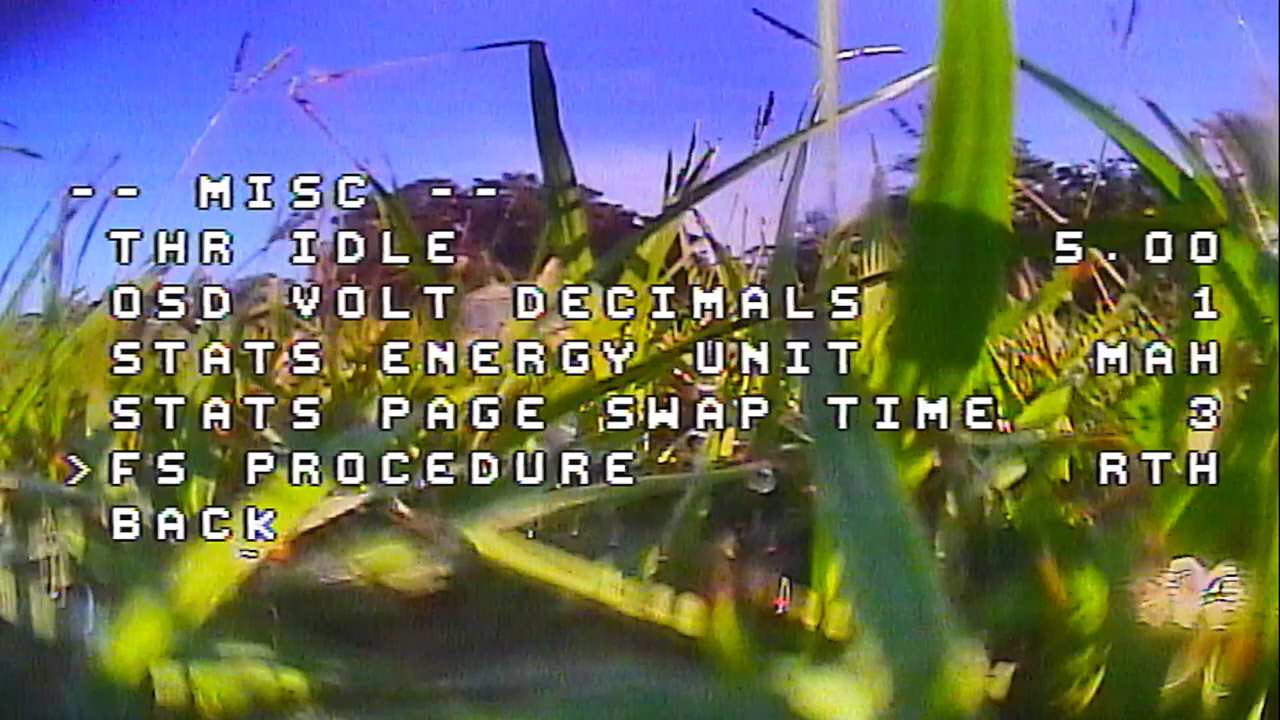 -- MISC --
THR IDLE 5.00
OSD VOLT DECIMALS 1
STATS ENERGY UNIT MAH
STATS PAGE SWAP TIME 3
>FS PROCEDURE RTH
BACK